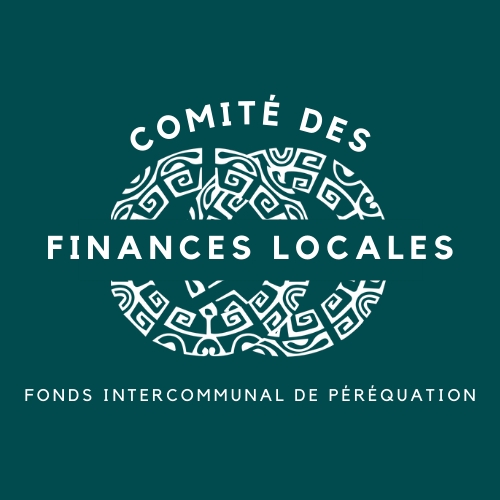 COMITÉ DES
FINANCES LOCALES
FONDS INTERCOMMUNAL DE PÉRÉQUATION